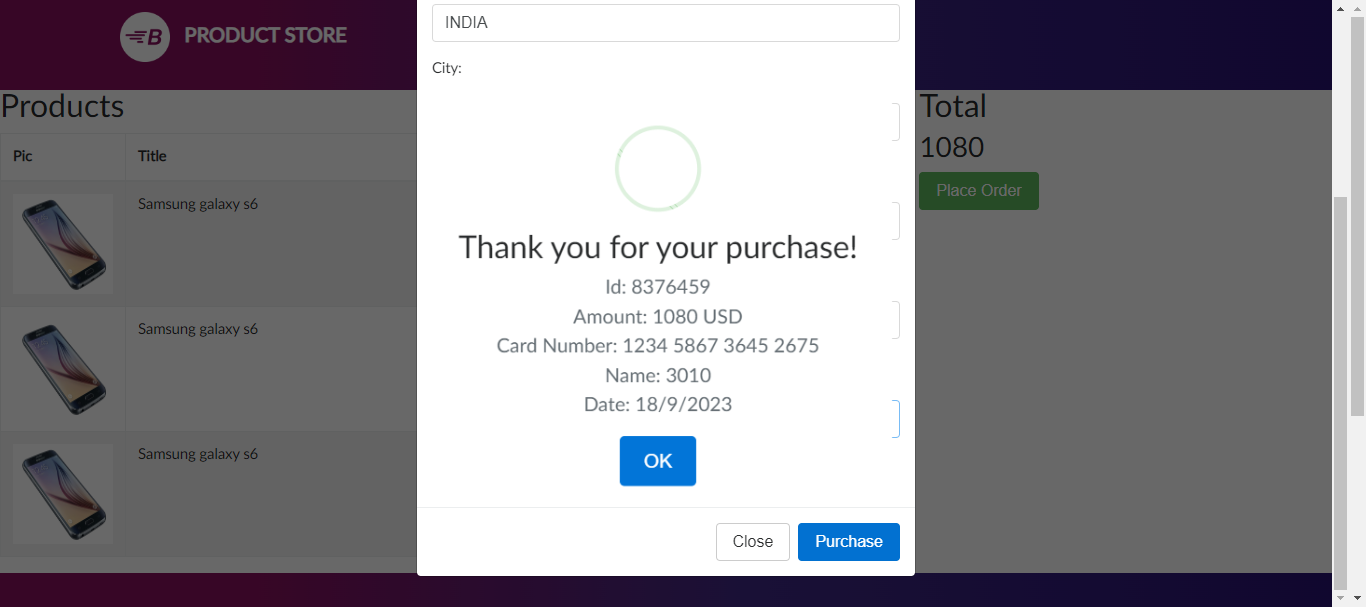 B PRODUCT STORE
INDIA
City:
Products
Pic Title
Samsung galaxy s6
Samsung galaxy s6
Samsung galaxy s6
Thank you for your purchase!
Id: 8376459
Amount: 1080 USD
Card Number: 1234 5867 3645 2675
Name: 3010
Date: 18/9/2023
OK
Close Purchase
Total
1080
Place Order